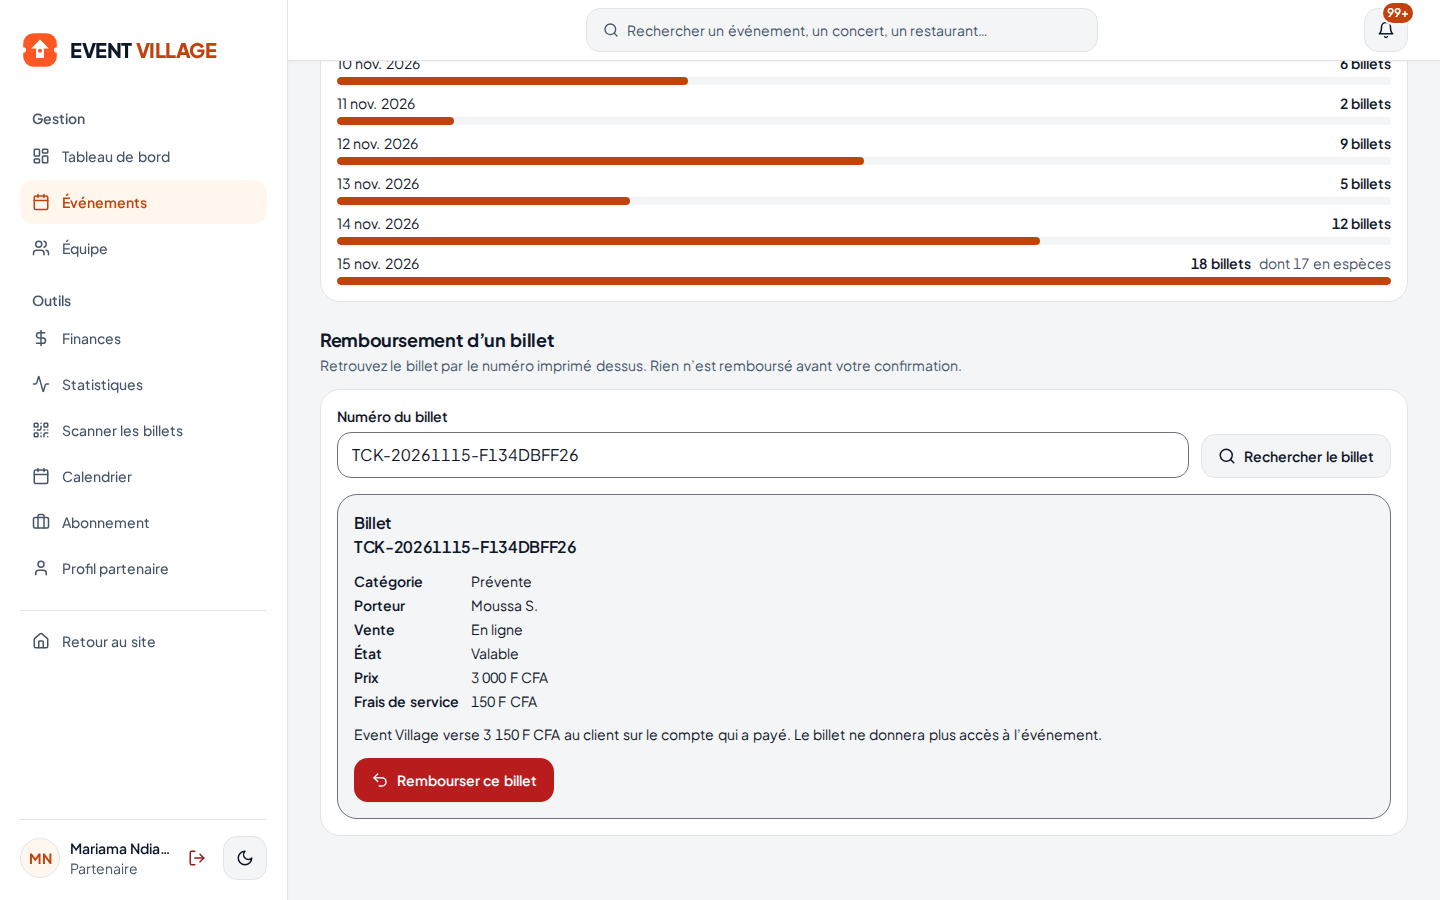 EVENT VILLAGE
Rechercher un événement, un concert, un restaurant…
99+
Gestion
Tableau de bord
Événements
Équipe
Outils
Finances
Statistiques
Scanner les billets
Calendrier
Abonnement
Profil partenaire
Retour au site
MN
Mariama Ndia…
Partenaire
10 nov. 2026 6 billets
11 nov. 2026 2 billets
12 nov. 2026 9 billets
13 nov. 2026 5 billets
14 nov. 2026 12 billets
15 nov. 2026 18 billets dont 17 en espèces
Remboursement d’un billet
Retrouvez le billet par le numéro imprimé dessus. Rien n’est remboursé avant votre confirmation.
Numéro du billet
TCK-20261115-F134DBFF26 Rechercher le billet
Billet
TCK-20261115-F134DBFF26
Catégorie Prévente
Porteur Moussa S.
Vente En ligne
État Valable
Prix 3 000 F CFA
Frais de service 150 F CFA
Event Village verse 3 150 F CFA au client sur le compte qui a payé. Le billet ne donnera plus accès à l’événement.
Rembourser ce billet